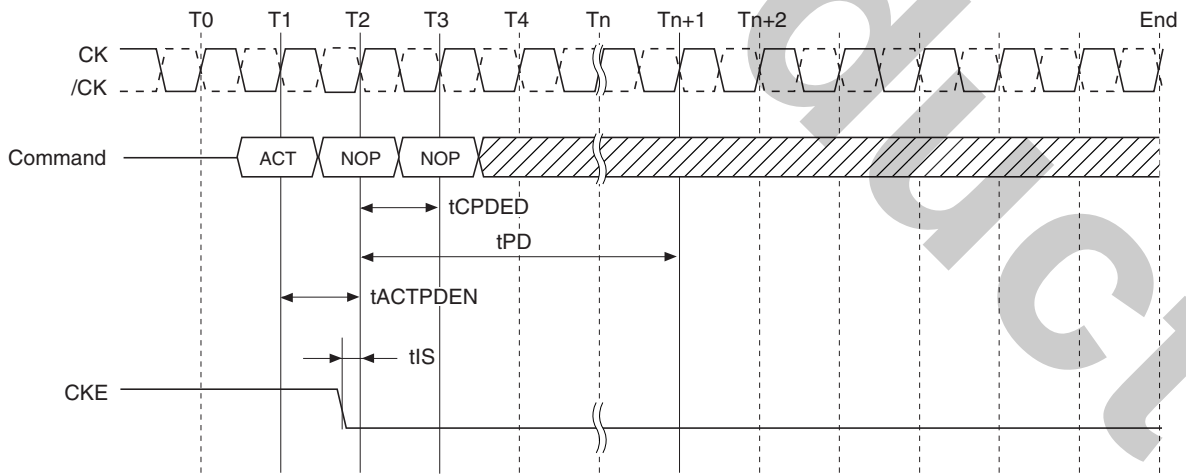 T0 T1 T2 T3 T4 Tn Tn+1 Tn+2 End
CK
/CK
Command ACT NOP NOP
tCPDED
tPD
tACTPDEN
tIS
CKE
duct